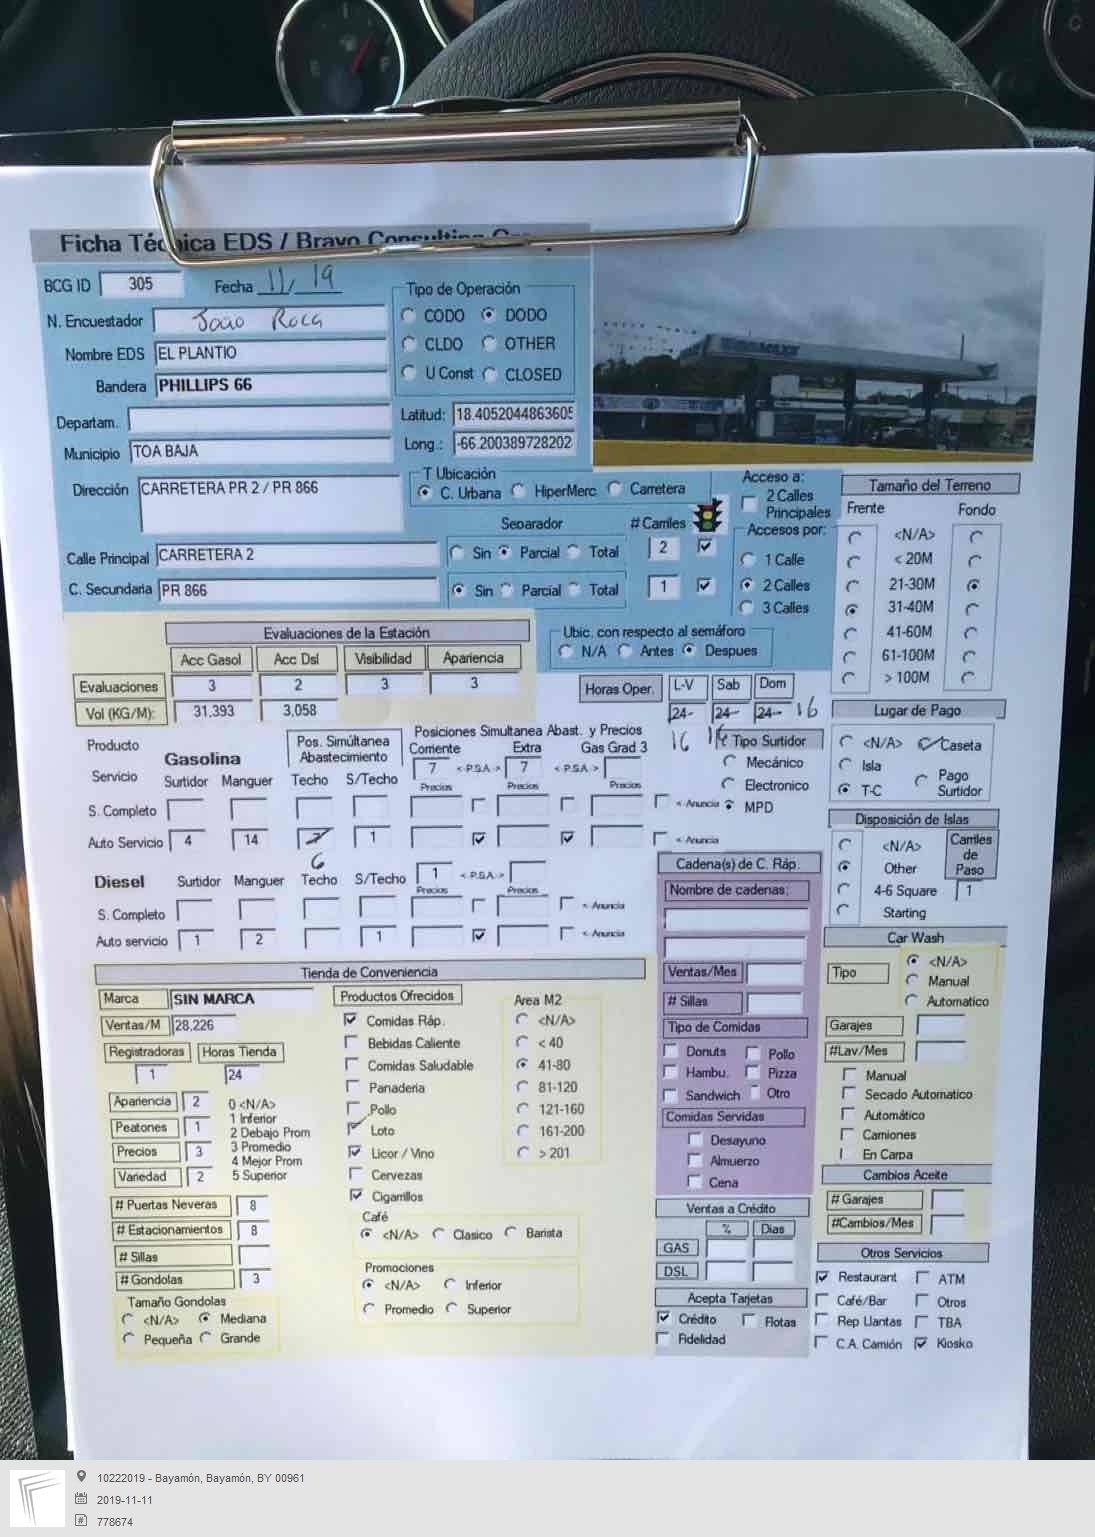 Ficha Técnica EDS / Bravo Consulting
BCG ID 305 Fecha 11/ 19
N. Encuestador Joao Roca
Nombre EDS EL PLANTIO
Bandera PHILLIPS 66
Tipo de Operación
CODO DODO
CLDO OTHER
U Const CLOSED
Departam.
Municipio TOA BAJA
Latitud: 18.4052044863605
Long.: -66.200389728202
Dirección CARRETERA PR 2 / PR 866
T Ubicación
C. Urbana HiperMerc. Carretera
Separador # Carriles
Calle Principal CARRETERA 2 Sin Parcial Total 2
C. Secundaria PR 866 Sin Parcial Total 1
Acceso a:
2 Calles
Principales
Accesos por:
1 Calle
2 Calles
3 Calles
Tamaño del Terreno
Frente Fondo
<N/A>
< 20M
21-30M
31-40M
41-60M
61-100M
> 100M
Ubic. con respecto al semáforo
N/A Antes Despues
Evaluaciones de la Estación
Acc Gasol Acc Dsl Visibilidad Apariencia
Evaluaciones 3 2 3 3
Vol (KG/M): 31,393 3,058
Horas Oper. L-V Sab Dom
24- 24- 24- 16
16
Producto
Servicio
Gasolina
Surtidor Manguer
Pos. Simúltanea
Abastecimiento
Techo S/Techo
Posiciones Simultanea Abast. y Precios
Corriente Extra Gas Grad 3
7 <-P.S.A.-> 7 <-P.S.A.->
Precios Precios Precios
S. Completo <-Anuncia
Auto Servicio 4 14 7 1 <-Anuncia
6
Tipo Surtidor
Mecánico
Electronico
MPD
Lugar de Pago
<N/A> Caseta
Isla
T-C
Pago
Surtidor
Disposición de Islas
<N/A>
Other
4-6 Square
Starting
Carriles
de
Paso
1
Diesel Surtidor Manguer Techo S/Techo 1 <-P.S.A.->
Precios Precios
S. Completo <-Anuncia
Auto servicio 1 2 1 <-Anuncia
Tienda de Conveniencia
Marca SIN MARCA
Ventas/M 28,226
Registradoras Horas Tienda
1 24
Apariencia 2
Peatones 1
Precios 3
Variedad 2
0 <N/A>
1 Inferior
2 Debajo Prom
3 Promedio
4 Mejor Prom
5 Superior
# Puertas Neveras 8
# Estacionamientos 8
# Sillas
# Gondolas 3
Tamaño Gondolas
<N/A> Mediana
Pequeña Grande
Productos Ofrecidos
Comidas Ráp.
Bebidas Caliente
Comidas Saludable
Panaderia
Pollo
Loto
Licor / Vino
Cervezas
Cigarrillos
Area M2
<N/A>
< 40
41-80
81-120
121-160
161-200
> 201
Café
<N/A> Clasico Barista
Promociones
<N/A> Inferior
Promedio Superior
Cadena(s) de C. Ráp.
Nombre de cadenas:
Ventas/Mes
# Sillas
Tipo de Comidas
Donuts Pollo
Hambu. Pizza
Sandwich Otro
Comidas Servidas
Desayuno
Almuerzo
Cena
Ventas a Crédito
% Dias
GAS
DSL
Acepta Tarjetas
Crédito Flotas
Fidelidad
Car Wash
Tipo
<N/A>
Manual
Automatico
Garajes
#Lav/Mes
Manual
Secado Automatico
Automático
Camiones
En Carpa
Cambios Aceite
# Garajes
#Cambios/Mes
Otros Servicios
Restaurant ATM
Café/Bar Otros
Rep Llantas TBA
C.A. Camión Kiosko
10222019 - Bayamón, Bayamón, BY 00961
2019-11-11
778674